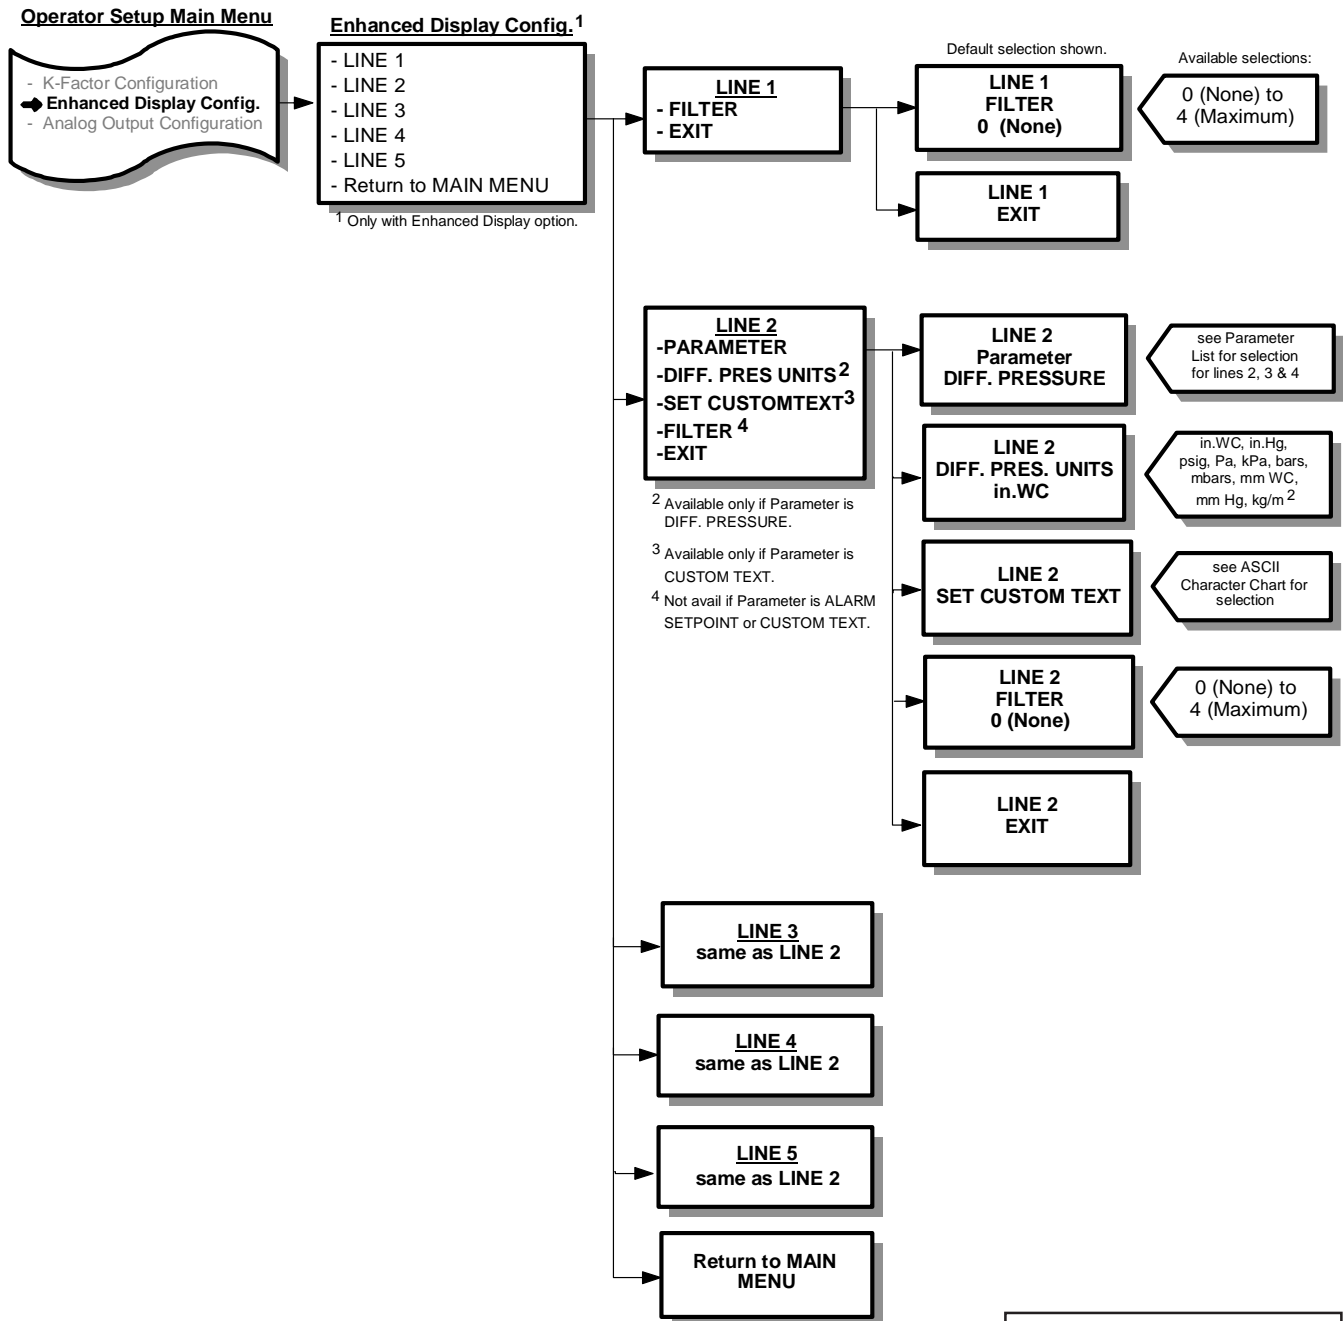 Operator Setup Main Menu
- K-Factor Configuration
Enhanced Display Config.
- Analog Output Configuration
Enhanced Display Config.1
- LINE 1
- LINE 2
- LINE 3
- LINE 4
- LINE 5
- Return to MAIN MENU
1 Only with Enhanced Display option.
LINE 1
- FILTER
- EXIT
Default selection shown.
LINE 1
FILTER
0 (None)
Available selections:
0 (None) to
4 (Maximum)
LINE 1
EXIT
LINE 2
-PARAMETER
-DIFF. PRES UNITS2
-SET CUSTOMTEXT3
-FILTER 4
-EXIT
2 Available only if Parameter is
DIFF. PRESSURE.
3 Available only if Parameter is
CUSTOM TEXT.
4 Not avail if Parameter is ALARM
SETPOINT or CUSTOM TEXT.
LINE 2
Parameter
DIFF. PRESSURE
see Parameter
List for selection
for lines 2, 3 & 4
LINE 2
DIFF. PRES. UNITS
in.WC
in.WC, in.Hg,
psig, Pa, kPa, bars,
mbars, mm WC,
mm Hg, kg/m 2
LINE 2
SET CUSTOM TEXT
see ASCII
Character Chart for
selection
LINE 2
FILTER
0 (None)
0 (None) to
4 (Maximum)
LINE 2
EXIT
LINE 3
same as LINE 2
LINE 4
same as LINE 2
LINE 5
same as LINE 2
Return to MAIN
MENU